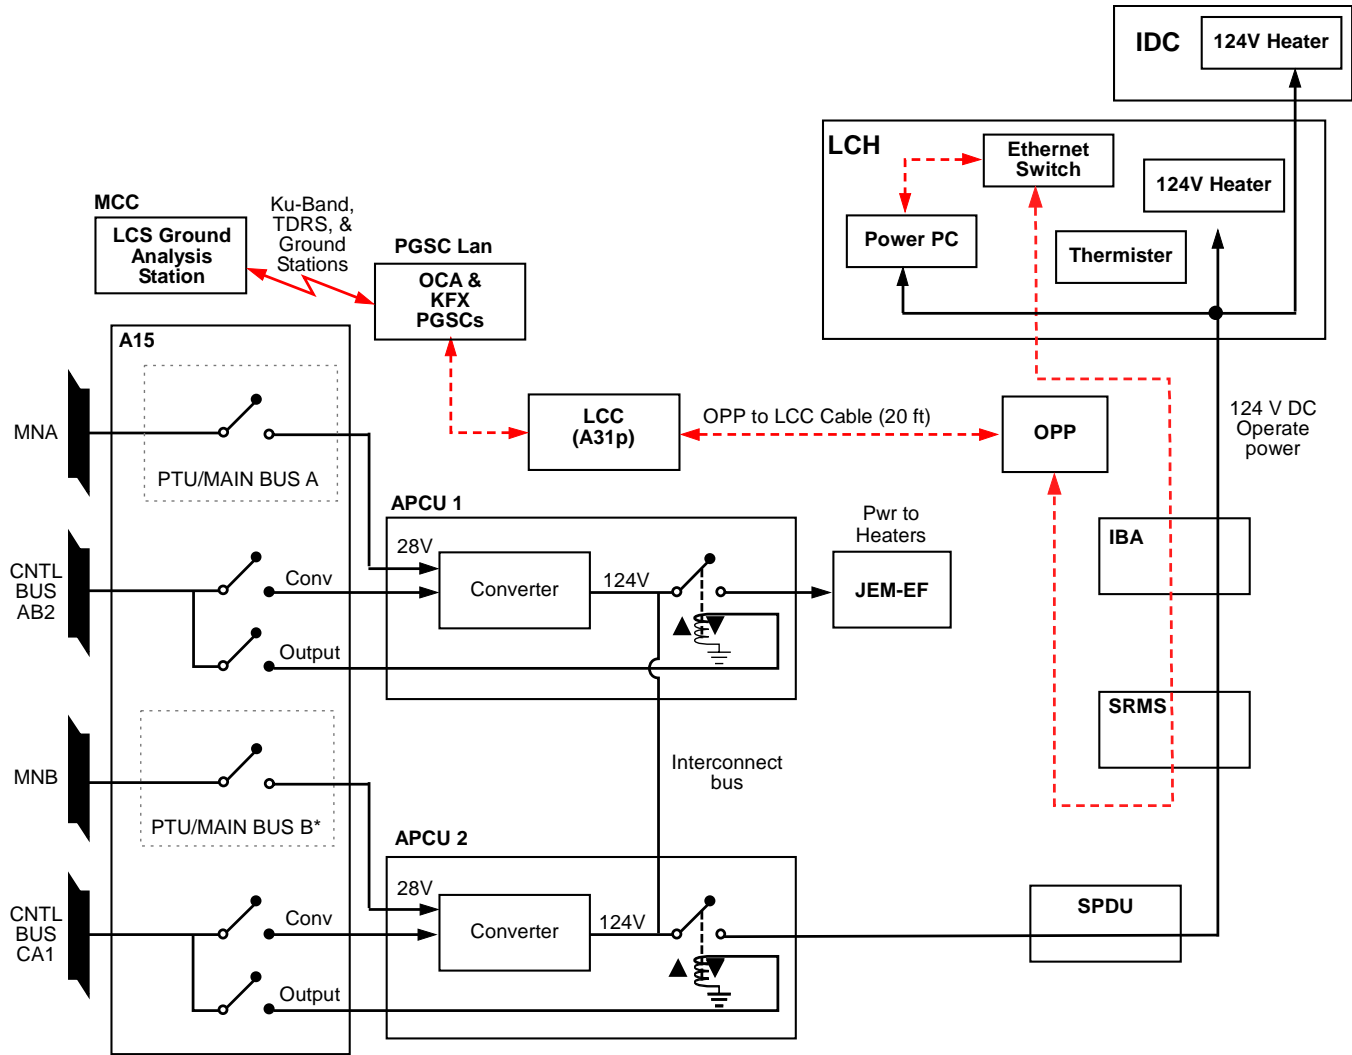 IDC
124V Heater
LCH
Ethernet
Switch
124V Heater
Power PC
Thermister
MCC
LCS Ground
Analysis
Station
Ku-Band,
TDRS, &
Ground
Stations
PGSC Lan
OCA &
KFX
PGSCs
A15
MNA
PTU/MAIN BUS A
LCC
(A31p)
OPP to LCC Cable (20 ft)
OPP
124 V DC
Operate
power
APCU 1
28V
Converter
124V
Pwr to
Heaters
JEM-EF
IBA
CNTL
BUS
AB2
Conv
Output
SRMS
MNB
PTU/MAIN BUS B*
Interconnect
bus
APCU 2
28V
Converter
124V
SPDU
CNTL
BUS
CA1
Conv
Output